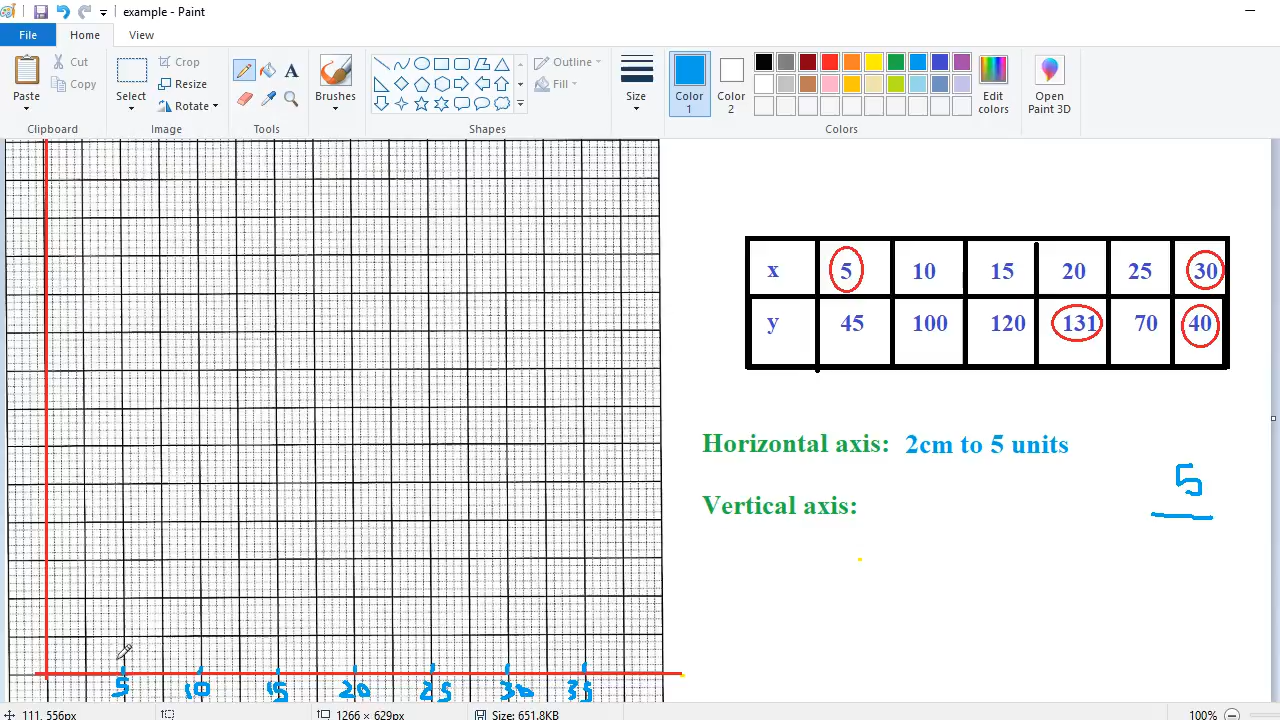 example - Paint
File Home View
Paste
Cut
Copy
Clipboard
Select
Crop
Resize
Rotate
Image
A
Tools
Brushes
Outline
Fill
Shapes
Size
Color 1
Color 2
Edit colors
Colors
Open Paint 3D
x 5 10 15 20 25 30
y 45 100 120 131 70 40
Horizontal axis: 2cm to 5 units
5
Vertical axis:
5 10 15 20 25 30 35
111, 556px
1266 × 629px
Size: 651.8KB
100%